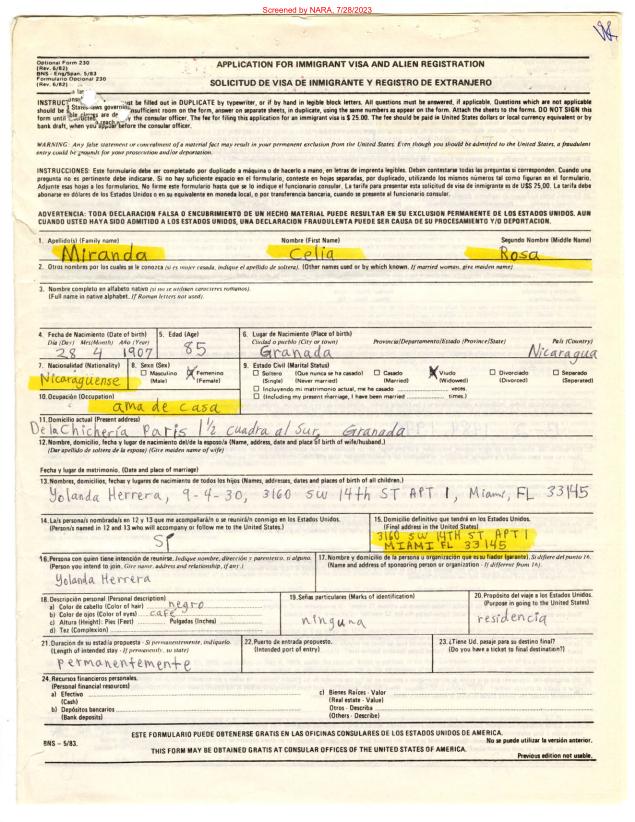 Screened by NARA, 7/28/2023
Optional Form 230
(Rev. 6/82)
BNS - Eng/Span. 5/83
Formulario Opcional 230
(Rev. 6/82)
APPLICATION FOR IMMIGRANT VISA AND ALIEN REGISTRATION
SOLICITUD DE VISA DE INMIGRANTE Y REGISTRO DE EXTRANJERO
be filled out in DUPLICATE by typewriter, or if by hand in legible block letters. All questions must be answered, if applicable. Questions which are not applicable
should be insufficient room on the form, answer on separate sheets, in duplicate, using the same numbers as appear on the form. Attach the sheets to the forms. DO NOT SIGN this
form until the consular officer. The fee for filing this application for an immigrant visa is $ 25.00. The fee should be paid in United States dollars or local currency equivalent or by
bank draft, when you appear before the consular officer.
WARNING: Any false statement or concealment of a material fact may result in your permanent exclusion from the United States. Even though you should be admitted to the United States, a fraudulent
entry could be grounds for your prosecution and/or deportation.
INSTRUCCIONES: Este formulario debe ser completado por duplicado a máquina o de hacerlo a mano, en letras de imprenta legibles. Deben contestarse todas las preguntas si corresponden. Cuando una
pregunta no es pertinente debe indicarse. Si no hay suficiente espacio en el formulario, conteste en hojas separadas, por duplicado, utilizando los mismos números tal como figuran en el formulario.
Adjunte esas hojas a los formularios. No firme este formulario hasta que se lo indique el funcionario consular. La tarifa para presentar esta solicitud de visa de inmigrante es de U$S 25,00. La tarifa debe
abonarse en dólares de los Estados Unidos o en su equivalente en moneda local, o por transferencia bancaria, cuando se presente al funcionario consular.
ADVERTENCIA: TODA DECLARACION FALSA O ENCUBRIMIENTO DE UN HECHO MATERIAL PUEDE RESULTAR EN SU EXCLUSION PERMANENTE DE LOS ESTADOS UNIDOS. AUN
CUANDO USTED HAYA SIDO ADMITIDO A LOS ESTADOS UNIDOS, UNA DECLARACION FRAUDULENTA PUEDE SER CAUSA DE SU PROCESAMIENTO Y/O DEPORTACION.
1. Apellido(s) (Family name) Nombre (First Name) Segundo Nombre (Middle Name)
Miranda Celia Rosa
2. Otros nombres por los cuales se le conozca (si es mujer casada, indique el apellido de soltera). (Other names used or by which known. If married woman, give maiden name)
3. Nombre completo en alfabeto nativo (si no se utilizan caracteres romanos).
(Full name in native alphabet. If Roman letters not used).
4. Fecha de Nacimiento (Date of birth) 5. Edad (Age) 6. Lugar de Nacimiento (Place of birth)
Día (Day) Mes(Month) Año (Year) Ciudad o pueblo (City or town) Provincia/Departamento/Estado (Province/State) País (Country)
28 4 1907 85 Granada Nicaragua
7. Nacionalidad (Nationality) 8. Sexo (Sex) 9. Estado Civil (Marital Status)
Nicaragüense Masculino X Femenino Soltero (Que nunca se ha casado) Casado X Viudo Divorciado Separado
(Male) (Female) (Single) (Never married) (Married) (Widowed) (Divorced) (Separated)
Incluyendo mi matrimonio actual, me he casado veces.
10. Ocupación (Occupation) (Including my present marriage, I have been married times.)
ama de casa
11. Domicilio actual (Present address)
De la Chichería Paris 1½ cuadra al Sur, Granada
12. Nombre, domicilio, fecha y lugar de nacimiento del/de la esposo/a (Name, address, date and place of birth of wife/husband.)
(Dar apellido de soltera de la esposa) (Give maiden name of wife)
Fecha y lugar de matrimonio, (Date and place of marriage)
13. Nombres, domicilios, fechas y lugares de nacimiento de todos los hijos (Names, addresses, dates and places of birth of all children.)
Yolanda Herrera, 9-4-30, 3160 SW 14th ST APT 1, Miami, FL 33145
14. La/s persona/s nombrada/s en 12 y 13 que me acompañará/n o se reunirá/n conmigo en los Estados Unidos.
(Person/s named in 12 and 13 who will accompany or follow me to the United States.)
Si
15. Domicilio definitivo que tendrá en los Estados Unidos.
(Final address in the United States)
3160 SW 14TH ST, APT 1
MIAMI FL 33145
16. Persona con quien tiene intención de reunirse. Indique nombre, dirección y parentesco, si alguno.
(Person you intend to join. Give name, address and relationship, if any.)
Yolanda Herrera
17. Nombre y domicilio de la persona u organización que es su fiador (garante). Si difiere del punto 16.
(Name and address of sponsoring person or organization - If different from 16).
18. Descripción personal (Personal description)
a) Color de cabello (Color of hair) negro
b) Color de ojos (Color of eyes) café
c) Altura (Height): Pies (Feet) Pulgadas (Inches)
d) Tez (Complexion)
19. Señas particulares (Marks of identification)
ninguna
20. Propósito del viaje a los Estados Unidos.
(Purpose in going to the United States)
residencia
21. Duración de su estadía propuesta - Si permanentemente, indíquelo.
(Length of intended stay - If permanently, so state)
permanentemente
22. Puerto de entrada propuesto.
(Intended port of entry)
23. ¿Tiene Ud. pasaje para su destino final?
(Do you have a ticket to final destination?)
24. Recursos financieros personales.
(Personal financial resources)
a) Efectivo
(Cash)
b) Depósitos bancarios
(Bank deposits)
c) Bienes Raíces - Valor
(Real estate - Value)
Otros - Describa
(Others - Describe)
ESTE FORMULARIO PUEDE OBTENERSE GRATIS EN LAS OFICINAS CONSULARES DE LOS ESTADOS UNIDOS DE AMERICA.
BNS - 5/83. No se puede utilizar la versión anterior.
THIS FORM MAY BE OBTAINED GRATIS AT CONSULAR OFFICES OF THE UNITED STATES OF AMERICA.
Previous edition not usable.